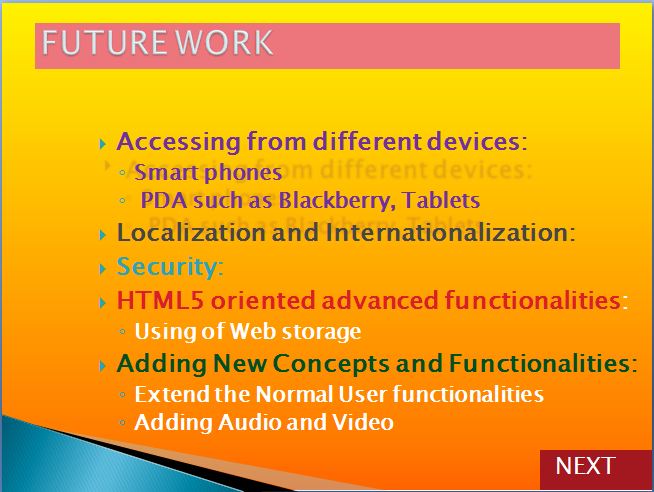 FUTURE WORK
Accessing from different devices:
Smart phones
PDA such as Blackberry, Tablets
Localization and Internationalization:
Security:
HTML5 oriented advanced functionalities:
Using of Web storage
Adding New Concepts and Functionalities:
Extend the Normal User functionalities
Adding Audio and Video
NEXT